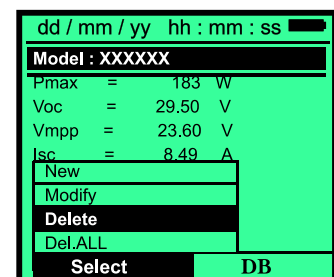 dd / mm / yy hh : mm : ss
Model : XXXXXX
Pmax = 183 W
Voc = 29.50 V
Vmpp = 23.60 V
Isc = 8.49 A
New
Modify
Delete
Del.ALL
Select DB